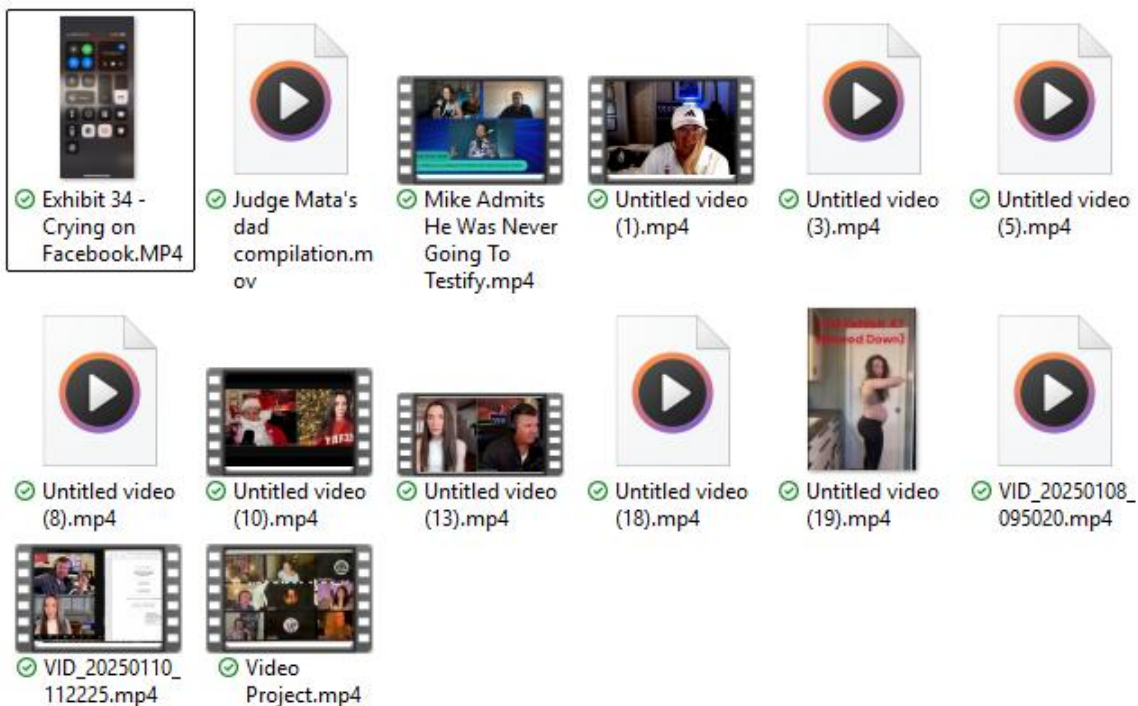 Exhibit 34 -
Crying on
Facebook.MP4
Judge Mata's
dad
compilation.m
ov
Mike Admits
He Was Never
Going To
Testify.mp4
Untitled video
(1).mp4
Untitled video
(3).mp4
Untitled video
(5).mp4
Untitled video
(8).mp4
Untitled video
(10).mp4
Untitled video
(13).mp4
Untitled video
(18).mp4
Untitled video
(19).mp4
VID_20250108_
095020.mp4
VID_20250110_
112225.mp4
Video
Project.mp4